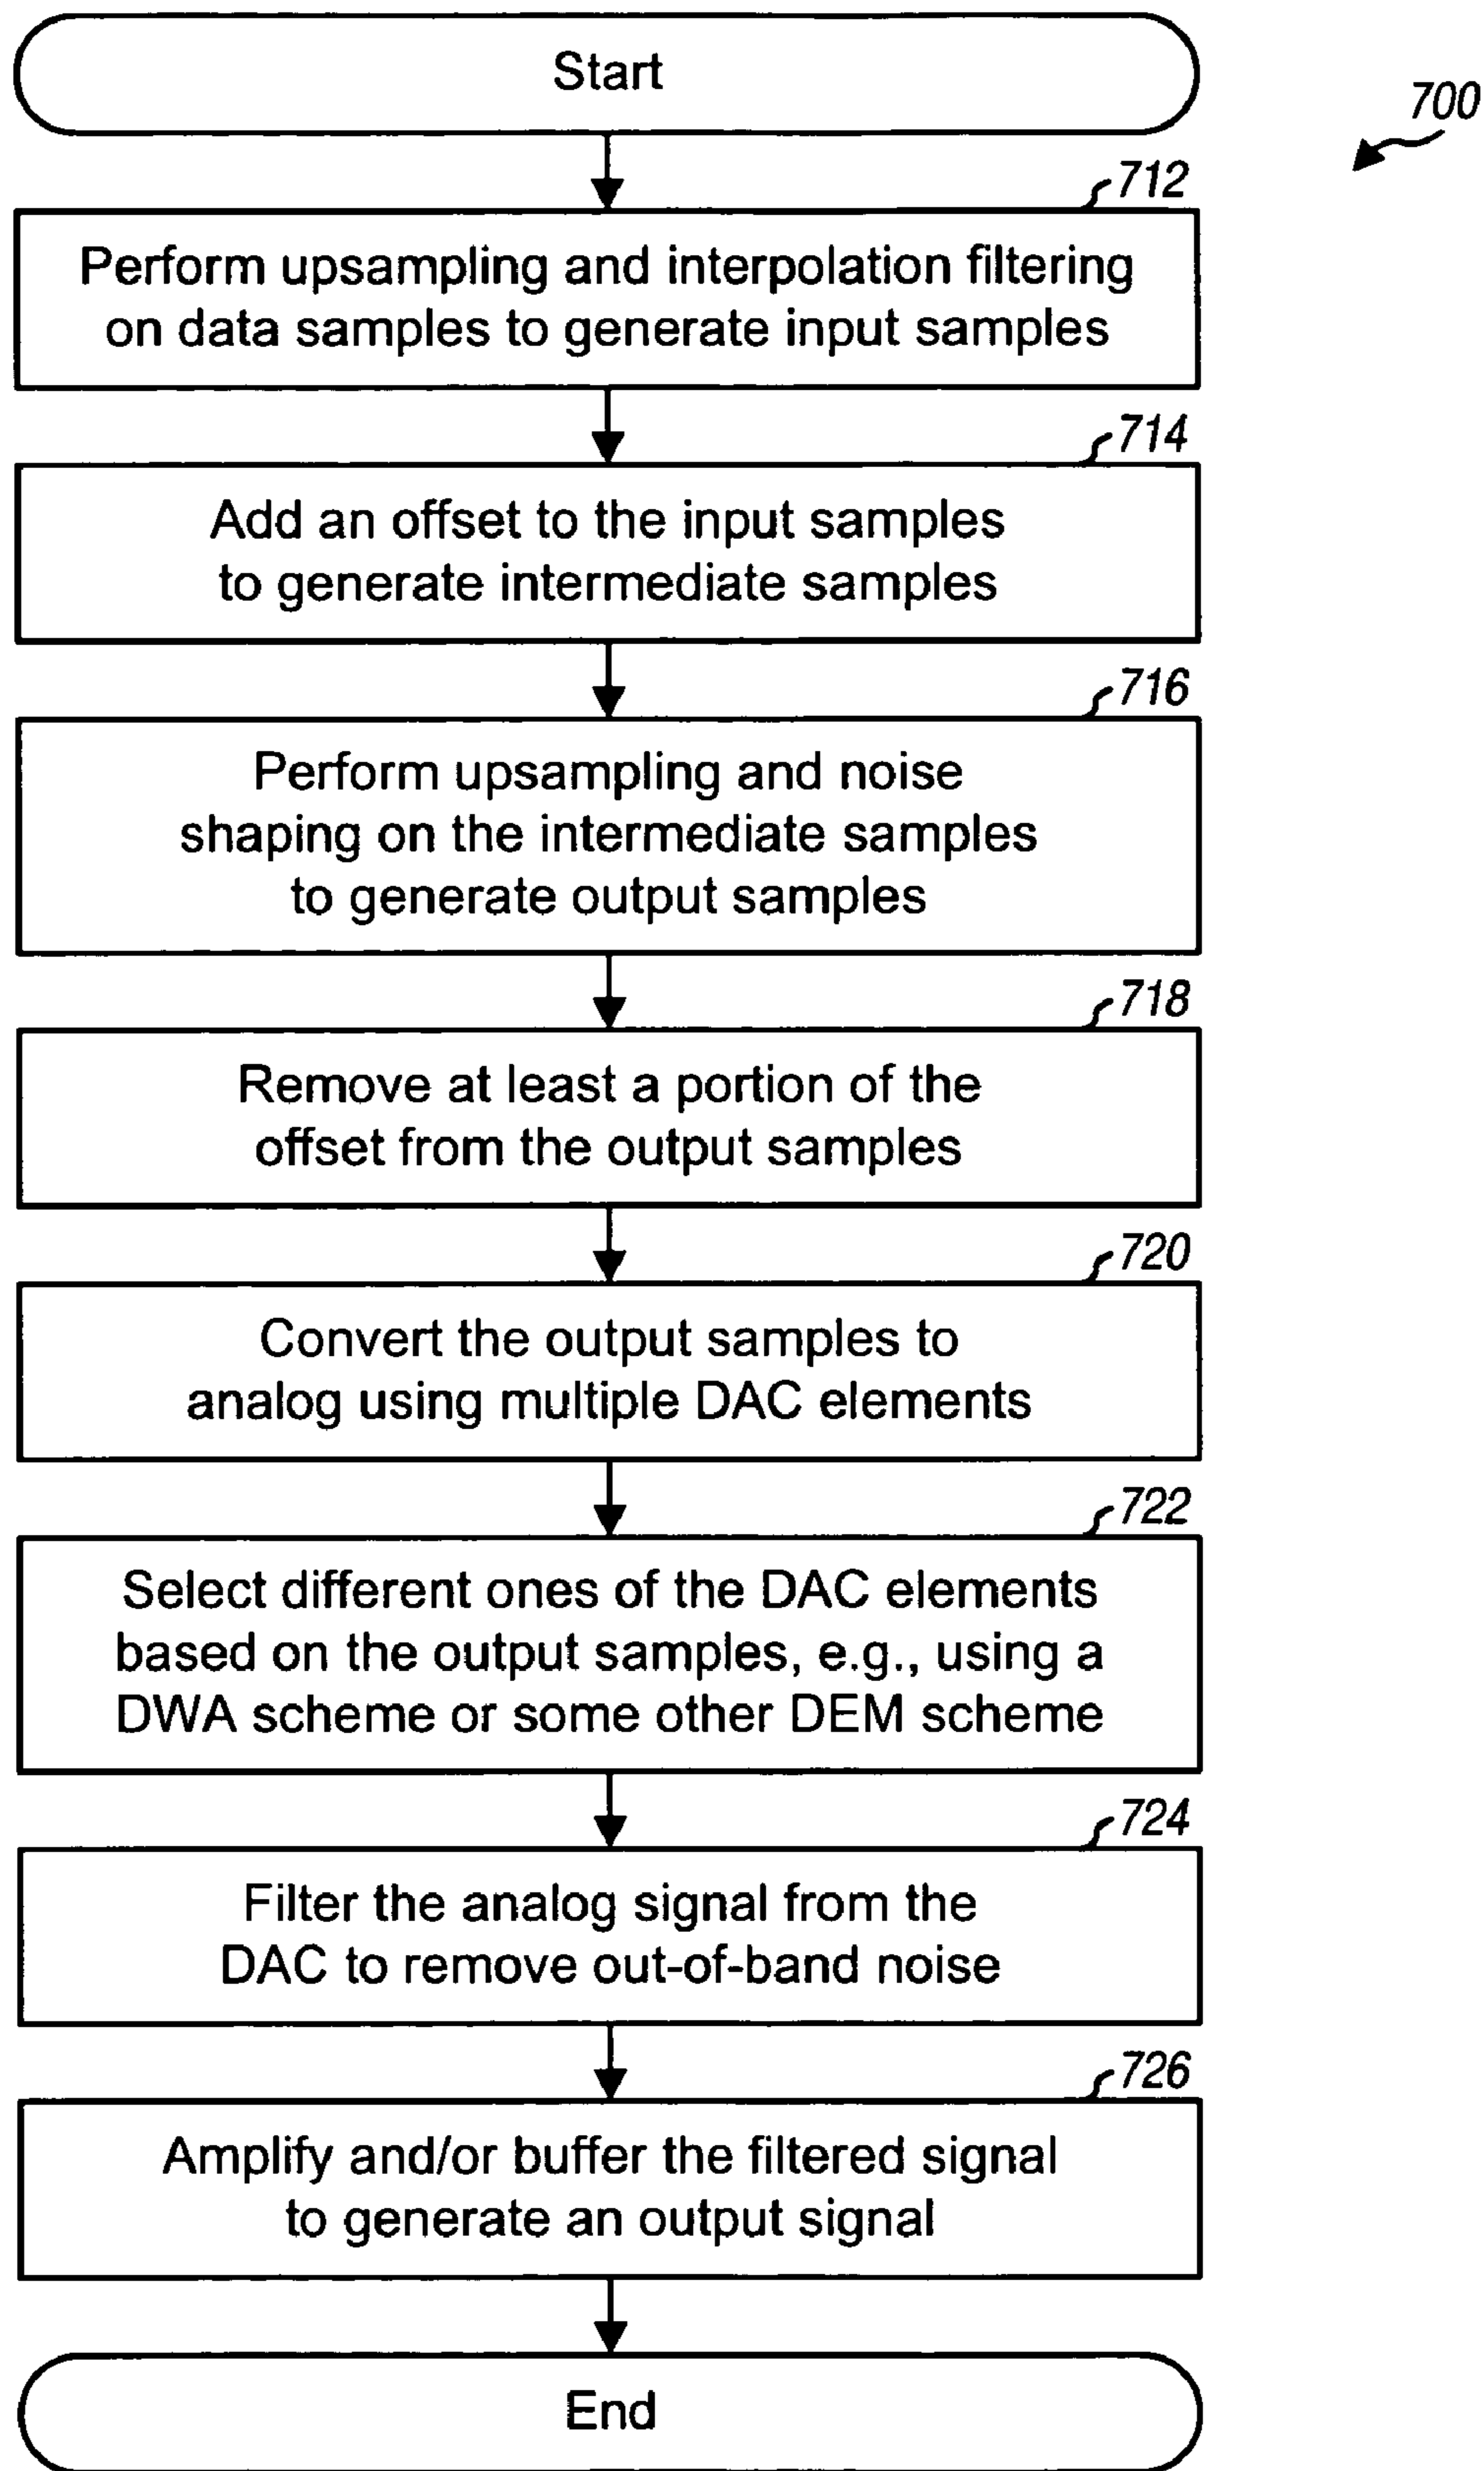 Start
700
712
Perform upsampling and interpolation filtering
on data samples to generate input samples
714
Add an offset to the input samples
to generate intermediate samples
716
Perform upsampling and noise
shaping on the intermediate samples
to generate output samples
718
Remove at least a portion of the
offset from the output samples
720
Convert the output samples to
analog using multiple DAC elements
722
Select different ones of the DAC elements
based on the output samples, e.g., using a
DWA scheme or some other DEM scheme
724
Filter the analog signal from the
DAC to remove out-of-band noise
726
Amplify and/or buffer the filtered signal
to generate an output signal
End